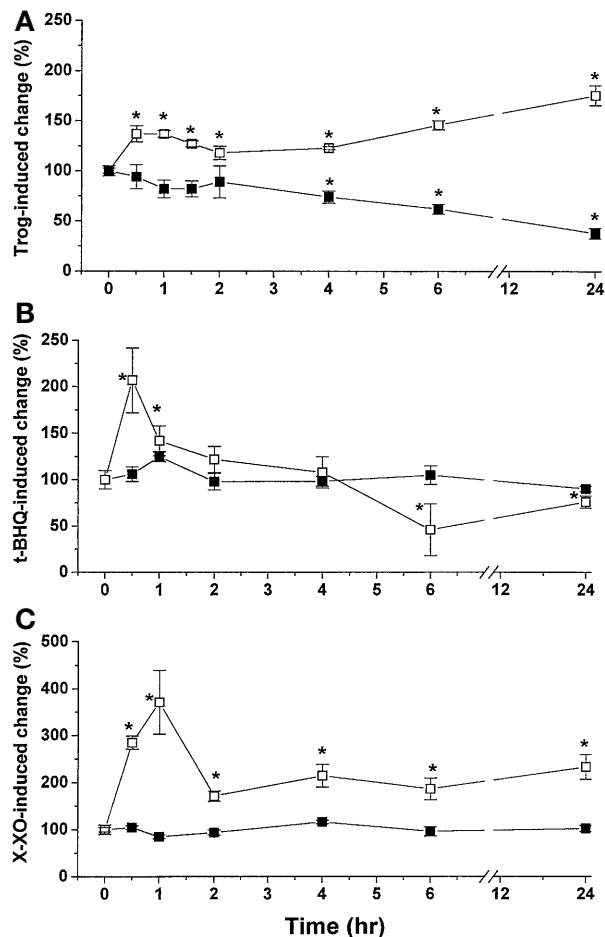 A
Trog-induced change (%)
250
200
150
100
50
0
* * * * * * *
* * *
0 1 2 3 4 5 6 12 24
B
t-BHQ-induced change (%)
250
200
150
100
50
0
* * * *
0 1 2 3 4 5 6 12 24
C
X-XO-induced change (%)
500
400
300
200
100
0
* * * * * *
0 1 2 3 4 5 6 12 24
Time (hr)